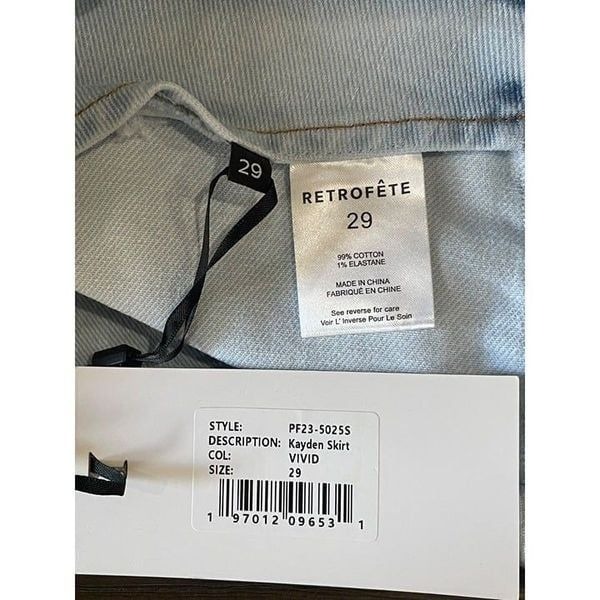 29
RETROFÊTE
29
99% COTTON
1% ELASTANE
MADE IN CHINA
FABRIQUÉ EN CHINE
See reverse for care
Voir L' Inverse Pour Le Soin
STYLE: PF23-5025S
DESCRIPTION: Kayden Skirt
COL: VIVID
SIZE: 29
1 97012 09653 1